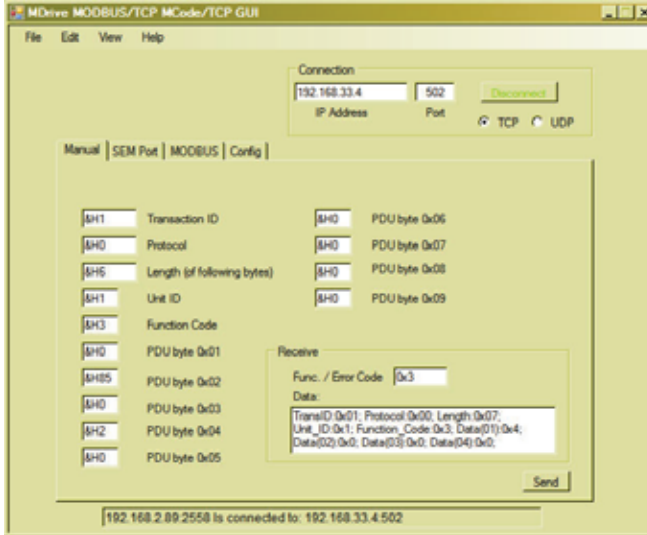 MDrive MODBUS/TCP MCode/TCP GUI
File Edit View Help
Connection
192.168.33.4 502 Disconnect
IP Address Port
TCP UDP
Manual SEM Port MODBUS Config
&H1 Transaction ID &H0 PDU byte 0x06
&H0 Protocol &H0 PDU byte 0x07
&H6 Length (of following bytes) &H0 PDU byte 0x08
&H1 Unit ID &H0 PDU byte 0x09
&H3 Function Code
&H0 PDU byte 0x01
&H85 PDU byte 0x02
&H0 PDU byte 0x03
&H2 PDU byte 0x04
&H0 PDU byte 0x05
Receive
Func. / Error Code 0x3
Data:
TransID:0x01; Protocol:0x00; Length:0x07;
Unit_ID:0x1; Function_Code:0x3; Data(01):0x4;
Data(02):0x0; Data(03):0x0; Data(04):0x0;
Send
192.168.2.89:2558 Is connected to: 192.168.33.4:502